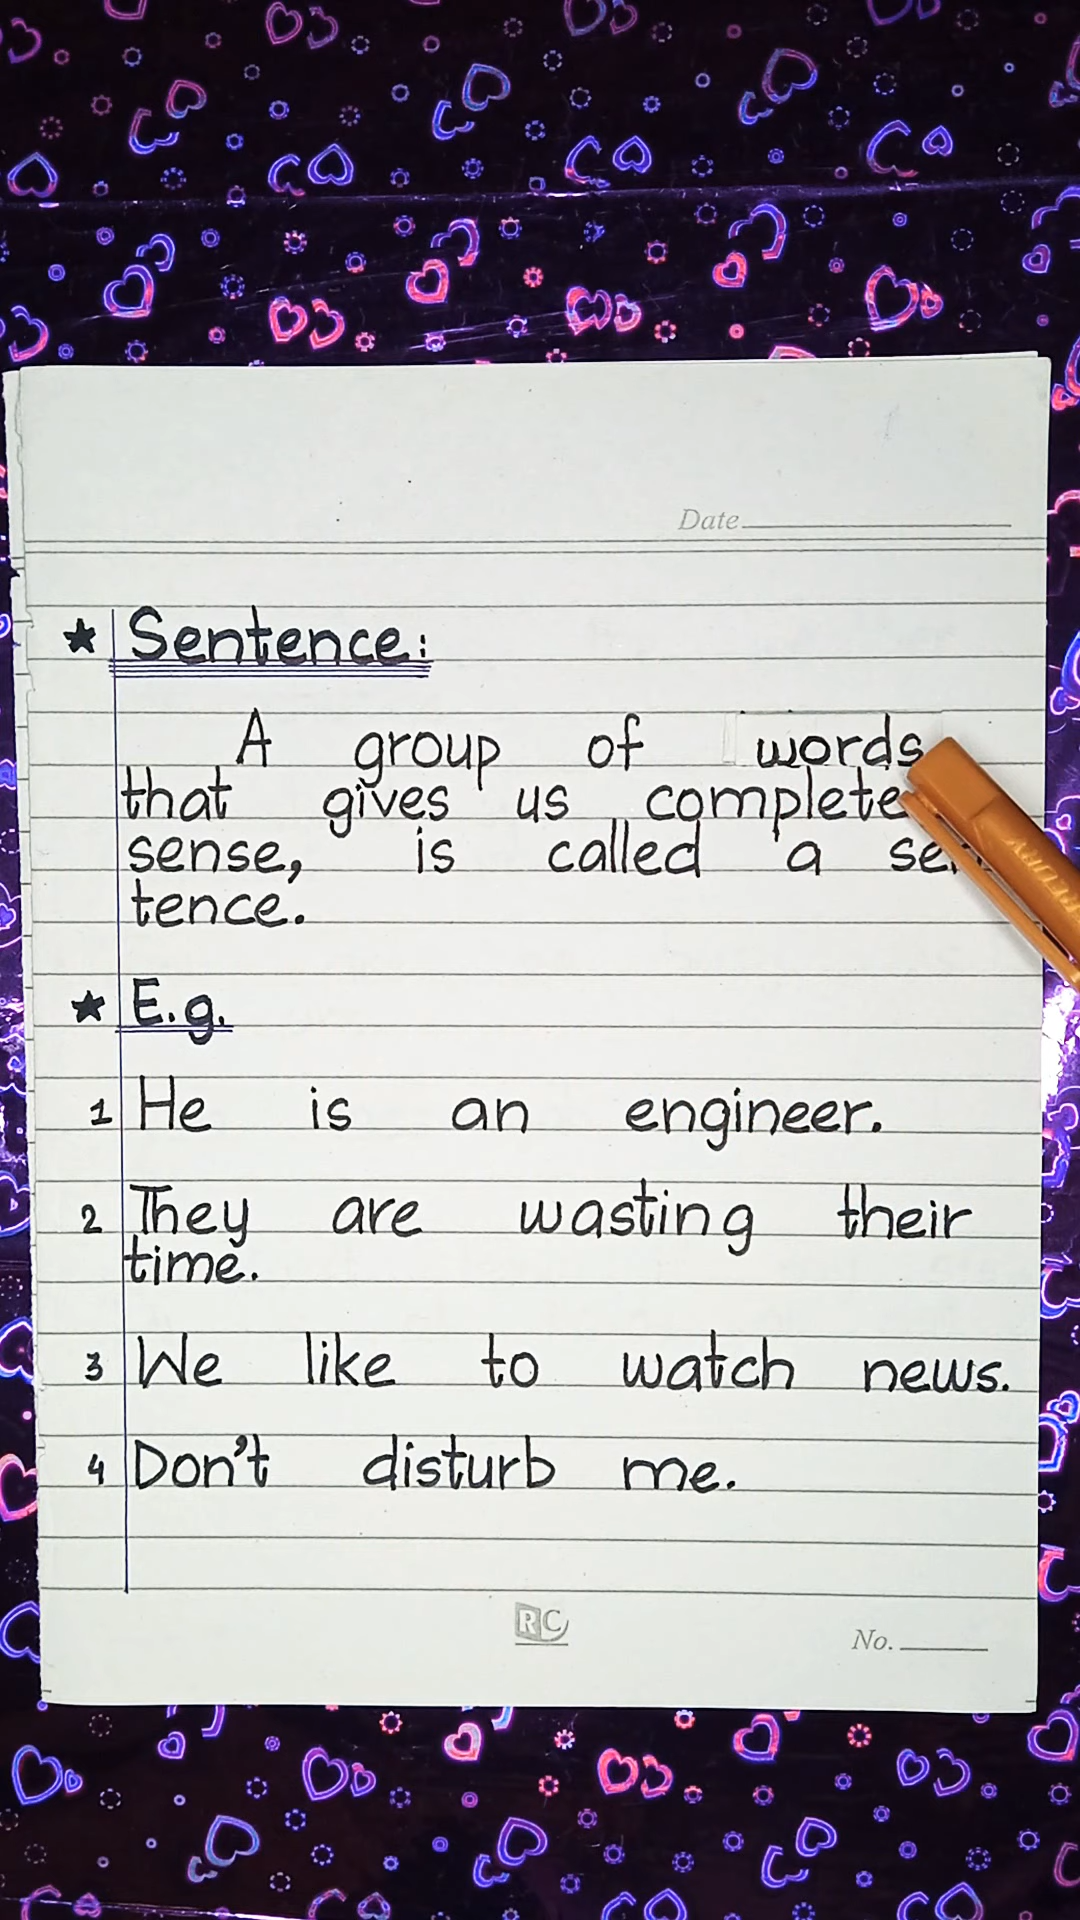 Date
★ Sentence:
A group of words
that gives us complete
sense, is called a sen
tence.
★ E.g.
1 He is an engineer.
2 They are wasting their
time.
3 We like to watch news.
4 Don't disturb me.
RC
No.